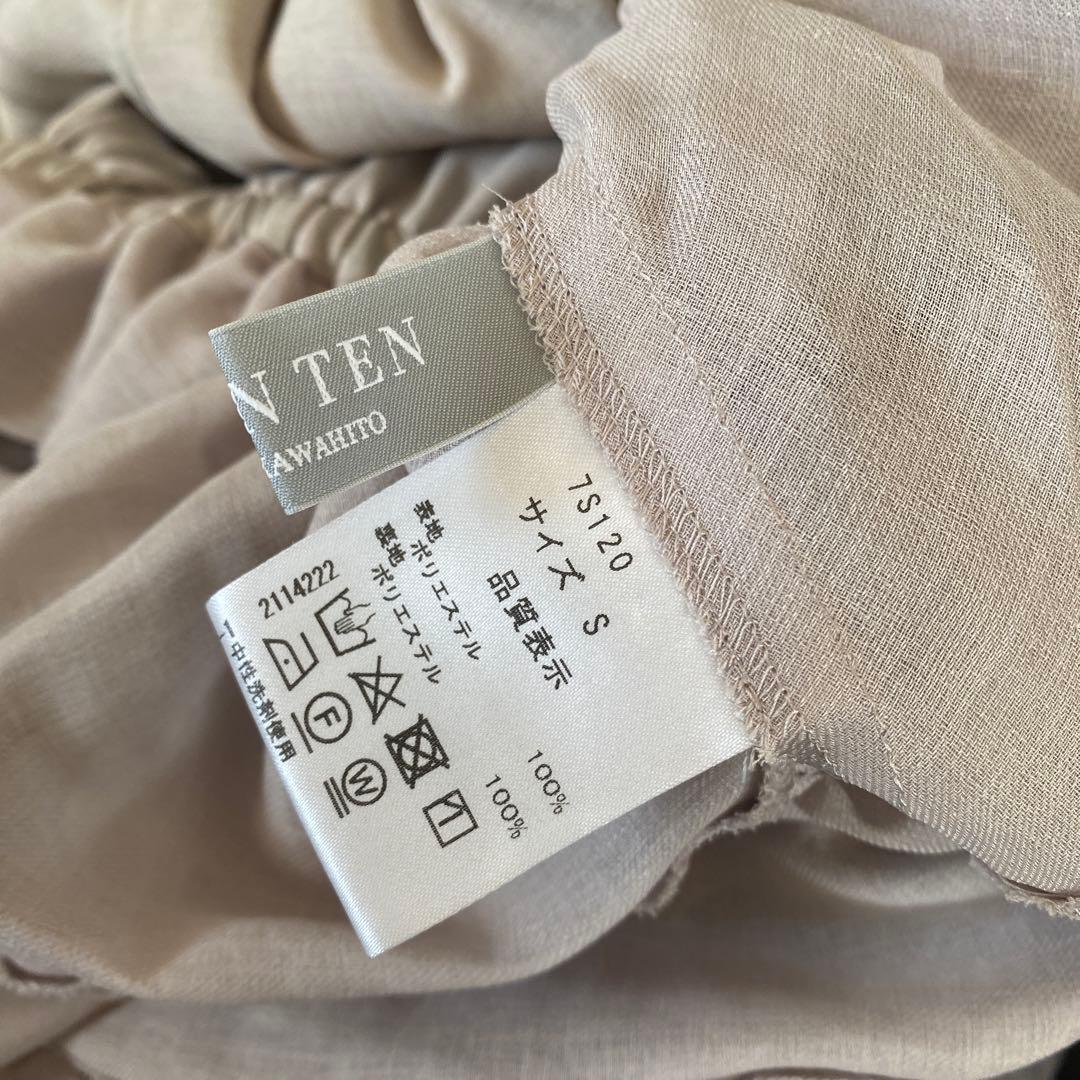 N TEN
AWAHITO
7S120
サイズ S
品質表示
表地 ポリエステル 100%
裏地 ポリエステル 100%
2114222
F
W
中性洗剤使用